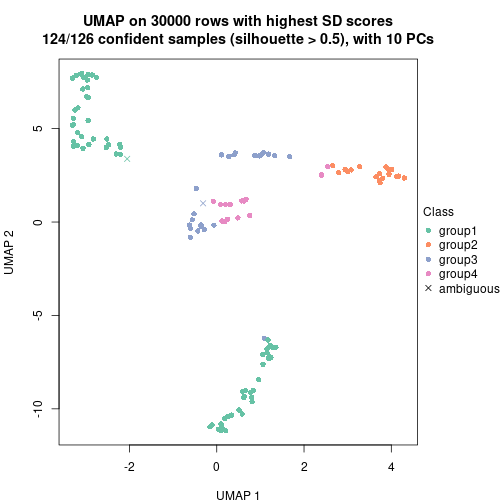 UMAP on 30000 rows with highest SD scores
124/126 confident samples (silhouette > 0.5), with 10 PCs
5
0
-5
-10
UMAP 2
-2
0
2
4
UMAP 1
Class
group1
group2
group3
group4
ambiguous